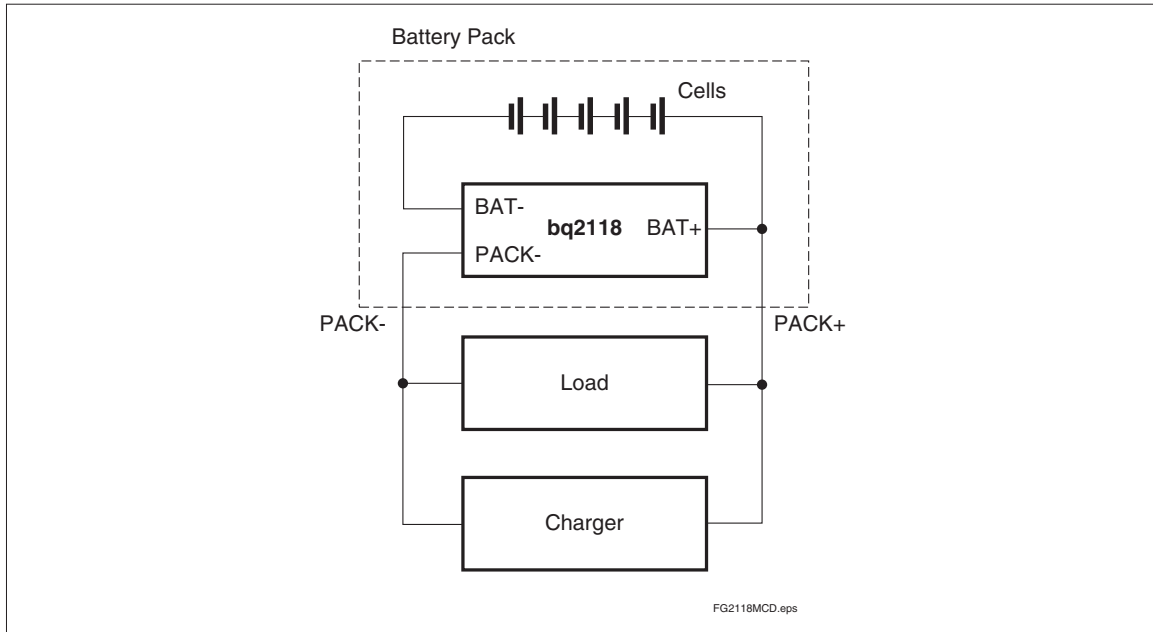 Battery Pack
Cells
BAT-
bq2118 BAT+
PACK-
PACK- PACK+
Load
Charger
FG2118MCD.eps